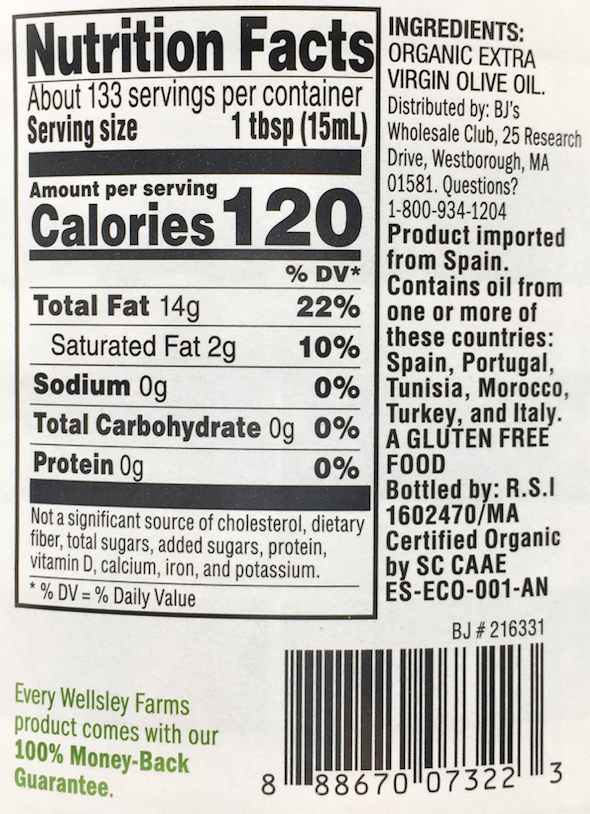 Nutrition Facts
About 133 servings per container
Serving size 1 tbsp (15mL)
Amount per serving
Calories 120
% DV*
Total Fat 14g 22%
Saturated Fat 2g 10%
Sodium 0g 0%
Total Carbohydrate 0g 0%
Protein 0g 0%
Not a significant source of cholesterol, dietary
fiber, total sugars, added sugars, protein,
vitamin D, calcium, iron, and potassium.
* % DV = % Daily Value
INGREDIENTS:
ORGANIC EXTRA
VIRGIN OLIVE OIL.
Distributed by: BJ's
Wholesale Club, 25 Research
Drive, Westborough, MA
01581. Questions?
1-800-934-1204
Product imported
from Spain.
Contains oil from
one or more of
these countries:
Spain, Portugal,
Tunisia, Morocco,
Turkey, and Italy.
A GLUTEN FREE
FOOD
Bottled by: R.S.I
1602470/MA
Certified Organic
by SC CAAE
ES-ECO-001-AN
BJ # 216331
Every Wellsley Farms
product comes with our
100% Money-Back
Guarantee.
8 88670 07322 3